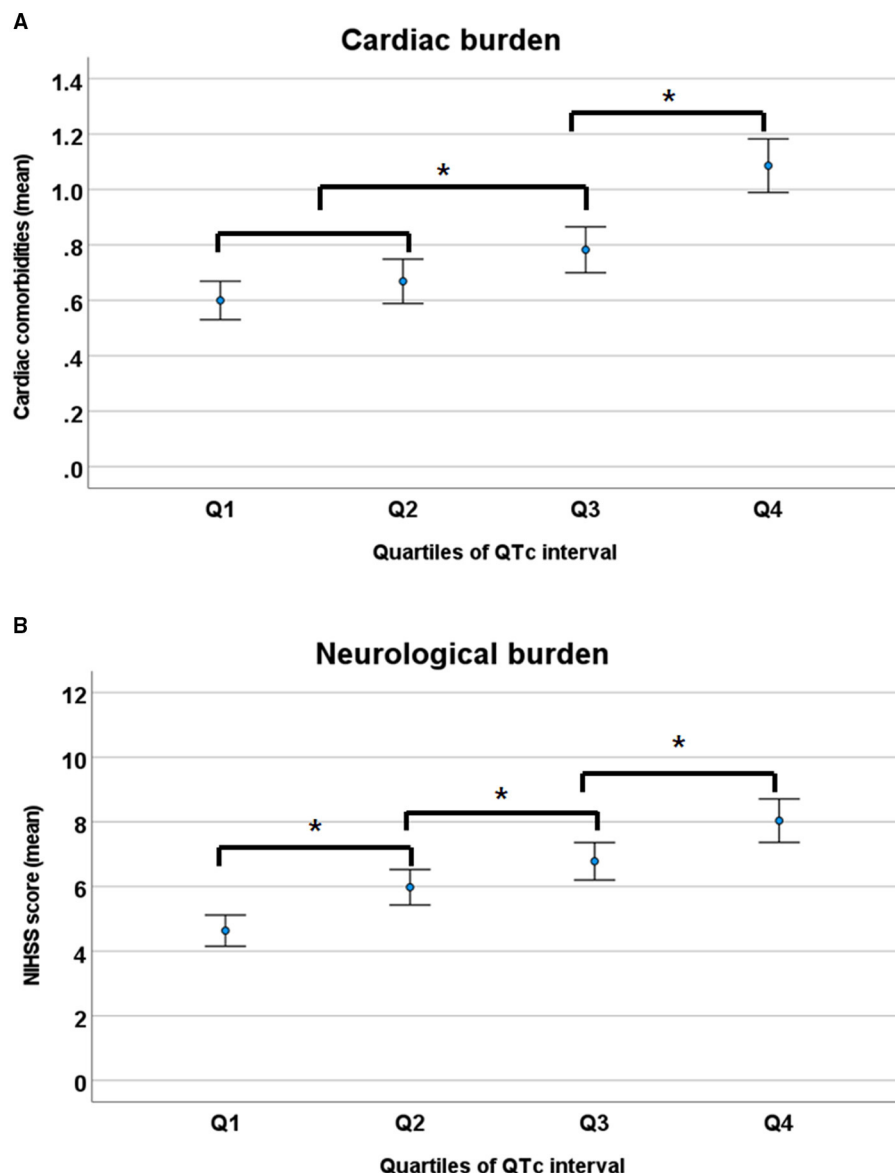 A
Cardiac burden
Cardiac comorbidities (mean)
1.4
1.2
1.0
.8
.6
.4
.2
.0
*
*
Q1 Q2 Q3 Q4
Quartiles of QTc interval
B
Neurological burden
NIHSS score (mean)
12
10
8
6
4
2
0
*
*
*
Q1 Q2 Q3 Q4
Quartiles of QTc interval